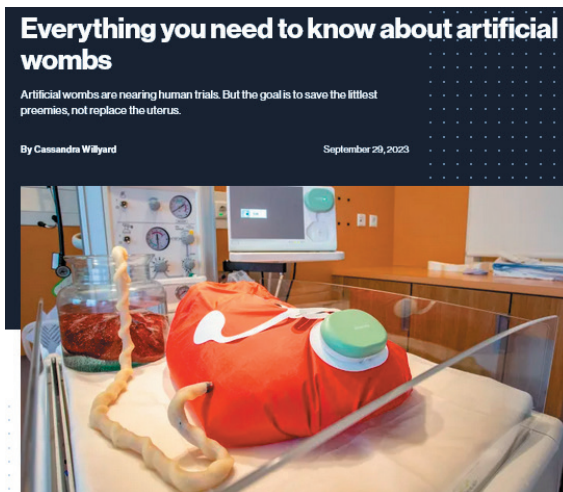 Everything you need to know about artificial
wombs
Artificial wombs are nearing human trials. But the goal is to save the littlest
preemies, not replace the uterus.
By Cassandra Willyard
September 29, 2023